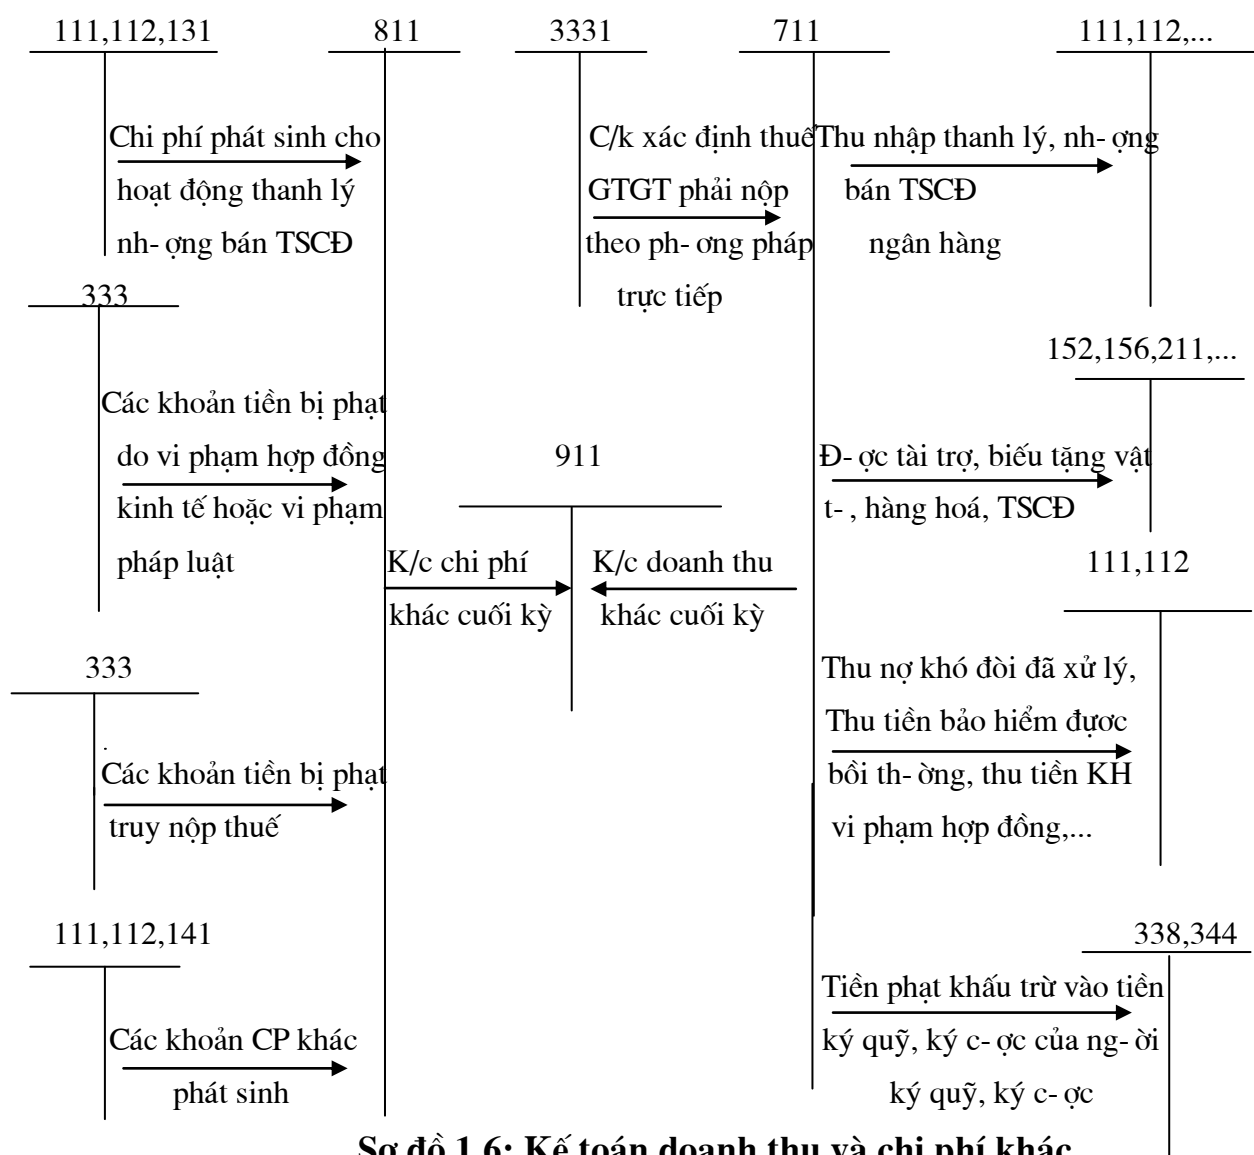 111,112,131
811
3331
711
111,112,...
Chi phí phát sinh cho
hoạt động thanh lý
nh- ợng bán TSCĐ
C/k xác định thuế
GTGT phải nộp
theo ph- ơng pháp
trực tiếp
Thu nhập thanh lý, nh- ợng
bán TSCĐ
ngân hàng
333
152,156,211,...
Các khoản tiền bị phạt
do vi phạm hợp đồng
kinh tế hoặc vi phạm
pháp luật
911
Đ- ợc tài trợ, biếu tặng vật
t- , hàng hoá, TSCĐ
K/c chi phí
khác cuối kỳ
K/c doanh thu
khác cuối kỳ
111,112
333
Thu nợ khó đòi đã xử lý,
Thu tiền bảo hiểm đựơc
bồi th- ờng, thu tiền KH
vi phạm hợp đồng,...
Các khoản tiền bị phạt
truy nộp thuế
111,112,141
338,344
Các khoản CP khác
phát sinh
Tiền phạt khấu trừ vào tiền
ký quỹ, ký c- ợc của ng- ời
ký quỹ, ký c- ợc
Sơ đồ 1.6: Kế toán doanh thu và chi phí khác